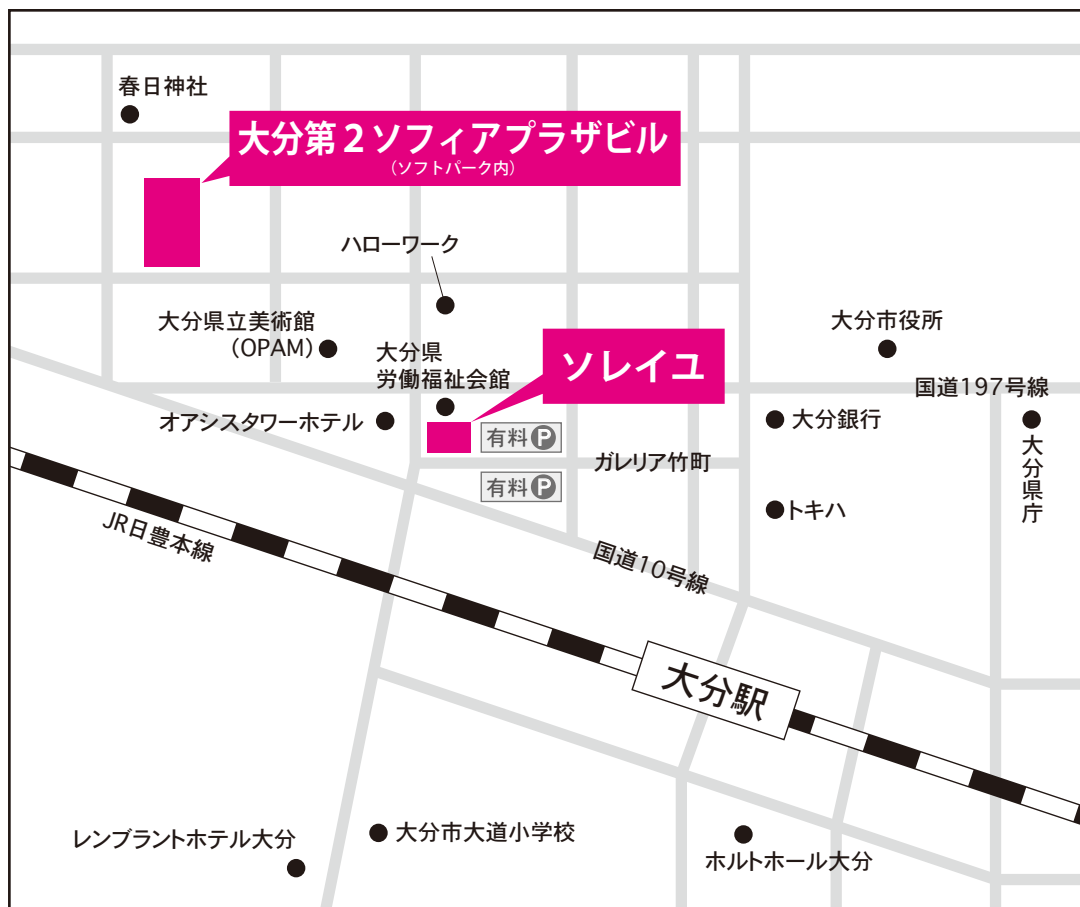 春日神社
大分第2ソフィアプラザビル
(ソフトパーク内)
ハローワーク
大分県立美術館
(OPAM)
大分県
労働福祉会館
ソレイユ
大分市役所
国道197号線
オアシスタワーホテル
有料P
大分銀行
大分県庁
ガレリア竹町
有料P
トキハ
JR日豊本線
国道10号線
大分駅
レンブラントホテル大分
大分市大道小学校
ホルトホール大分